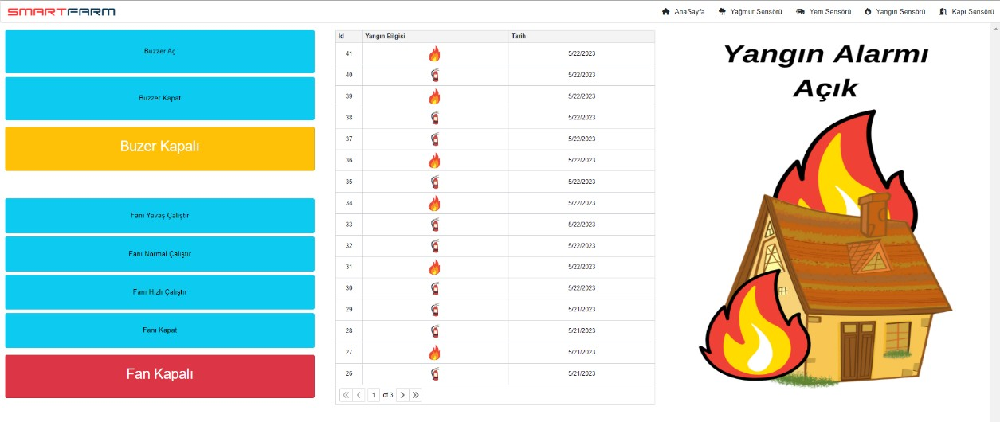 SMARTFARM
AnaSayfa Yağmur Sensörü Yem Sensörü Yangın Sensörü Kapı Sensörü
Buzzer Aç
Buzzer Kapat
Buzer Kapalı
Fanı Yavaş Çalıştır
Fanı Normal Çalıştır
Fanı Hızlı Çalıştır
Fanı Kapat
Fan Kapalı
Id Yangın Bilgisi Tarih
41 5/22/2023
40 5/22/2023
39 5/22/2023
38 5/22/2023
37 5/22/2023
36 5/22/2023
35 5/22/2023
34 5/22/2023
33 5/22/2023
32 5/22/2023
31 5/22/2023
30 5/22/2023
29 5/21/2023
28 5/21/2023
27 5/21/2023
26 5/21/2023
1 of 3
Yangın Alarmı
Açık